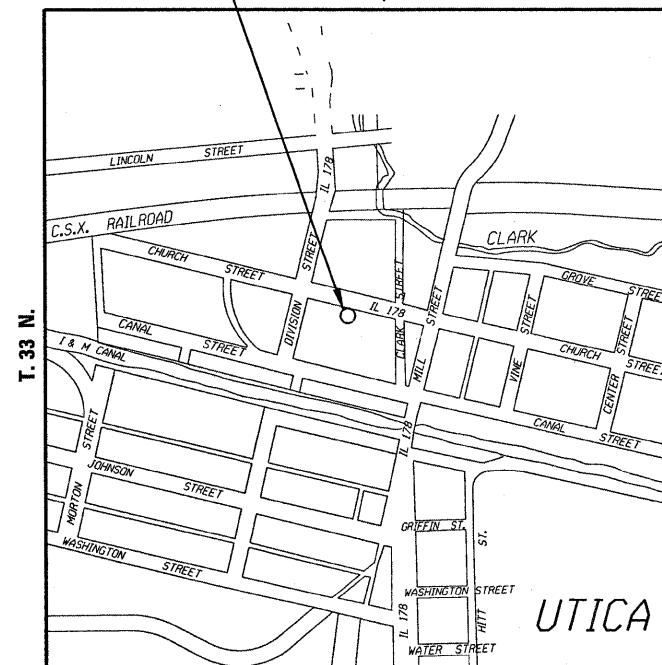 LINCOLN STREET
IL 178
C.S.X. RAILROAD
CLARK
CHURCH STREET
DIVISION STREET
IL 178
CLARK STREET
MILL STREET
GROVE STREET
VINE STREET
CHURCH STREET
CENTER STREET
CANAL STREET
CANAL STREET
I & M CANAL
T. 33 N.
IL 178
MORTON STREET
JOHNSON STREET
WASHINGTON STREET
GRIFFIN ST.
HITT ST.
WASHINGTON STREET
UTICA
IL 178
WATER STREET